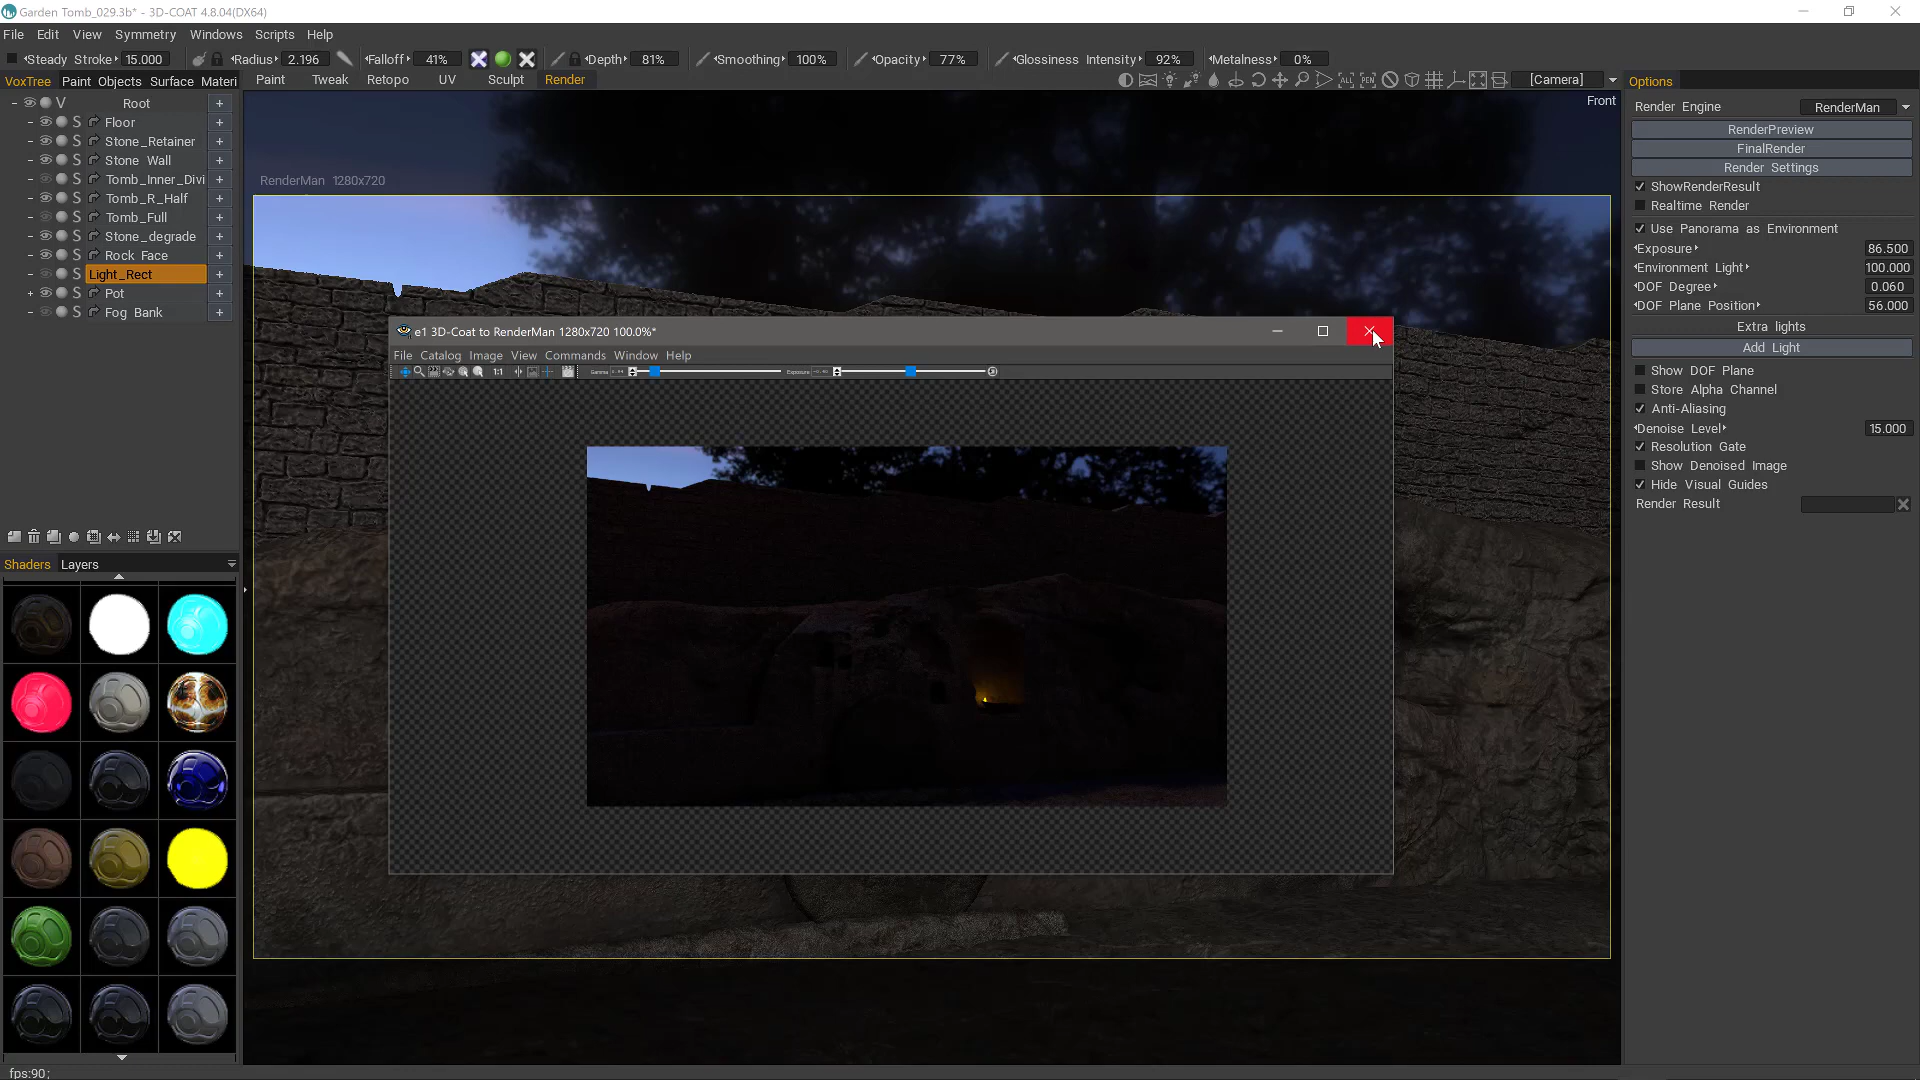 Garden Tomb_029.3b* - 3D-COAT 4.8.04(DX64)
File Edit View Symmetry Windows Scripts Help
Steady Stroke 15.000 Radius 2.196 Falloff 41% Depth 81% Smoothing 100% Opacity 77% Glossiness Intensity 92% Metalness 0%
VoxTree Paint Objects Surface Materi Paint Tweak Retopo UV Sculpt Render ALL PEN [Camera] Options
Front
V Root +
S Floor +
S Stone_Retainer +
S Stone Wall +
S Tomb_Inner_Divi +
S Tomb_R_Half +
S Tomb_Full +
S Stone_degrade +
S Rock Face +
S Light_Rect +
+ S Pot +
S Fog Bank +
Shaders Layers
RenderMan 1280x720
e1 3D-Coat to RenderMan 1280x720 100.0%*
File Catalog Image View Commands Window Help
1:1 Gamma Exposure
Render Engine RenderMan
RenderPreview
FinalRender
Render Settings
ShowRenderResult
Realtime Render
Use Panorama as Environment
Exposure 86.500
Environment Light 100.000
DOF Degree 0.060
DOF Plane Position 56.000
Extra lights
Add Light
Show DOF Plane
Store Alpha Channel
Anti-Aliasing
Denoise Level 15.000
Resolution Gate
Show Denoised Image
Hide Visual Guides
Render Result
fps:90;